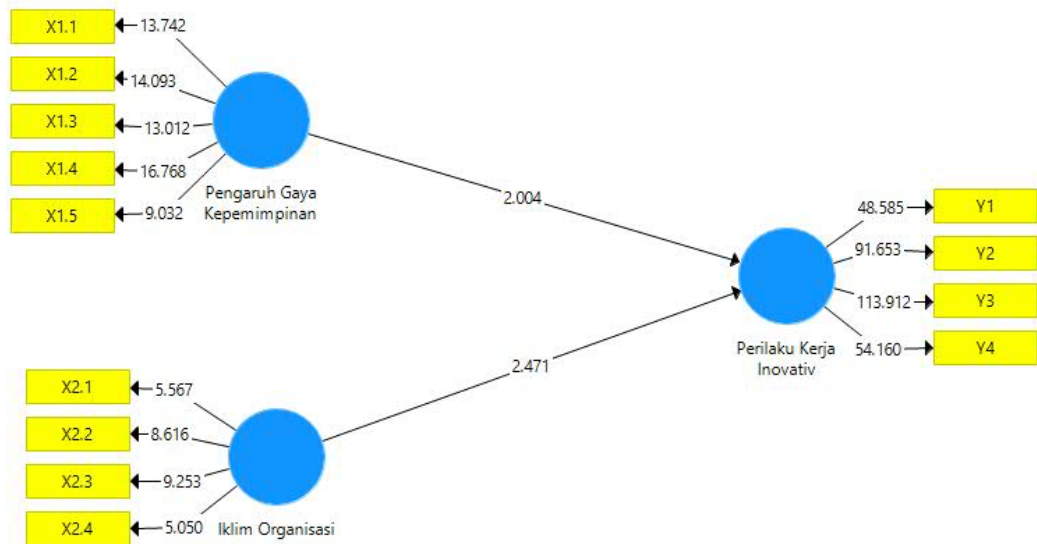 X1.1
13.742
X1.2
14.093
X1.3
13.012
X1.4
16.768
X1.5
9.032
Pengaruh Gaya
Kepemimpinan
2.004
48.585
Y1
91.653
Y2
113.912
Y3
54.160
Y4
Perilaku Kerja
Inovativ
2.471
X2.1
5.567
X2.2
8.616
X2.3
9.253
X2.4
5.050
Iklim Organisasi